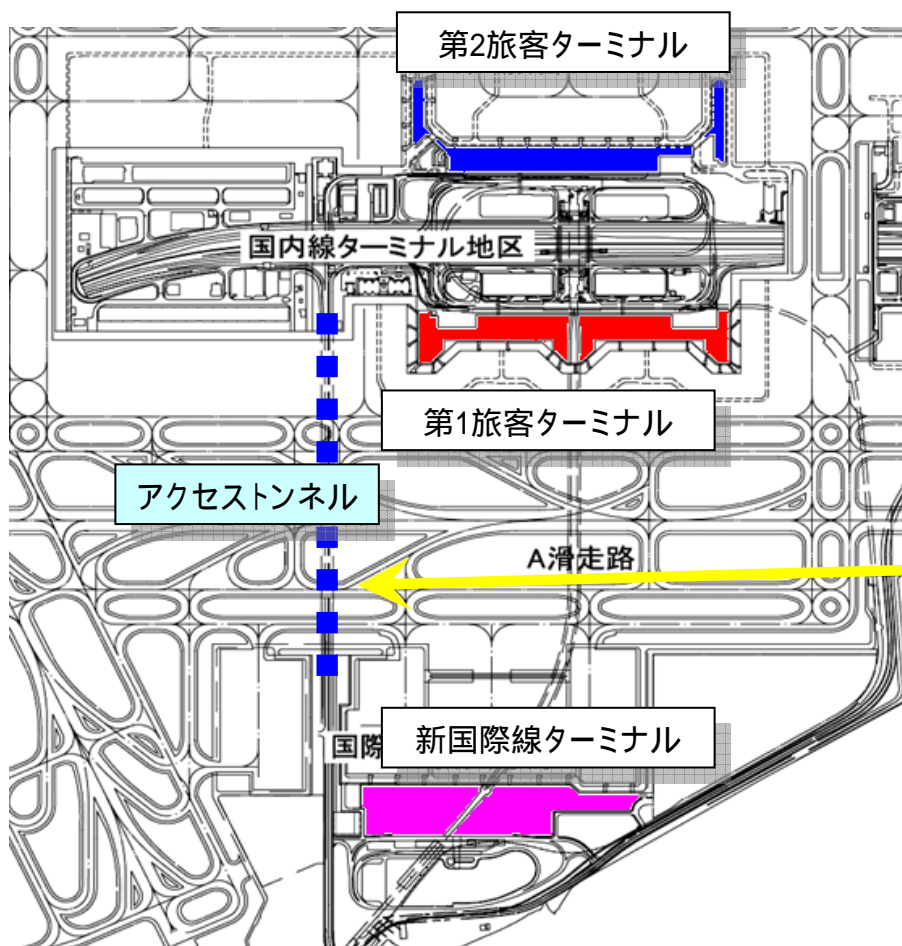 第2旅客ターミナル
国内線ターミナル地区
第1旅客ターミナル
アクセストンネル
A滑走路
新国際線ターミナル
国際